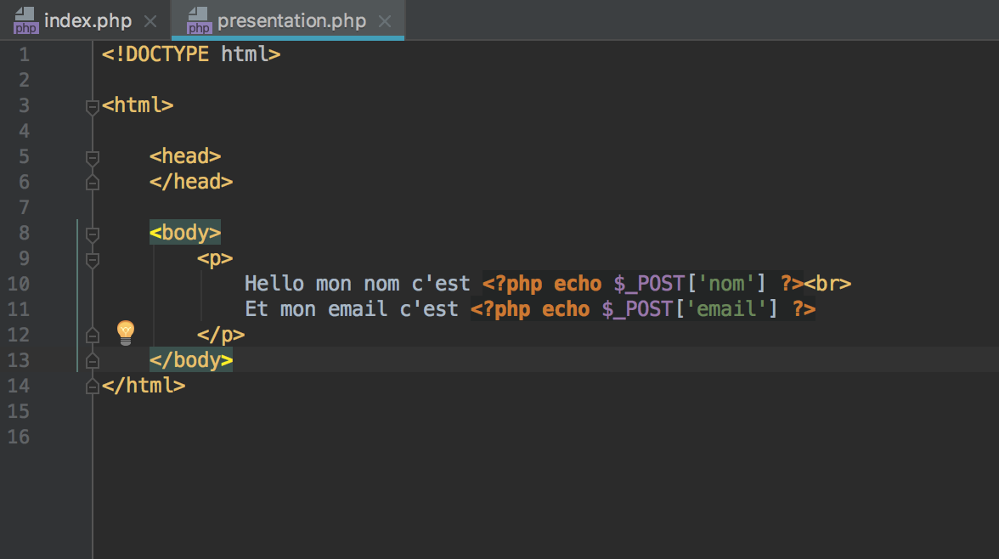 php index.php × php presentation.php ×
1 <!DOCTYPE html>
2
3 <html>
4
5 <head>
6 </head>
7
8 <body>
9 <p>
10 Hello mon nom c'est <?php echo $_POST['nom'] ?><br>
11 Et mon email c'est <?php echo $_POST['email'] ?>
12 </p>
13 </body>
14 </html>
15
16